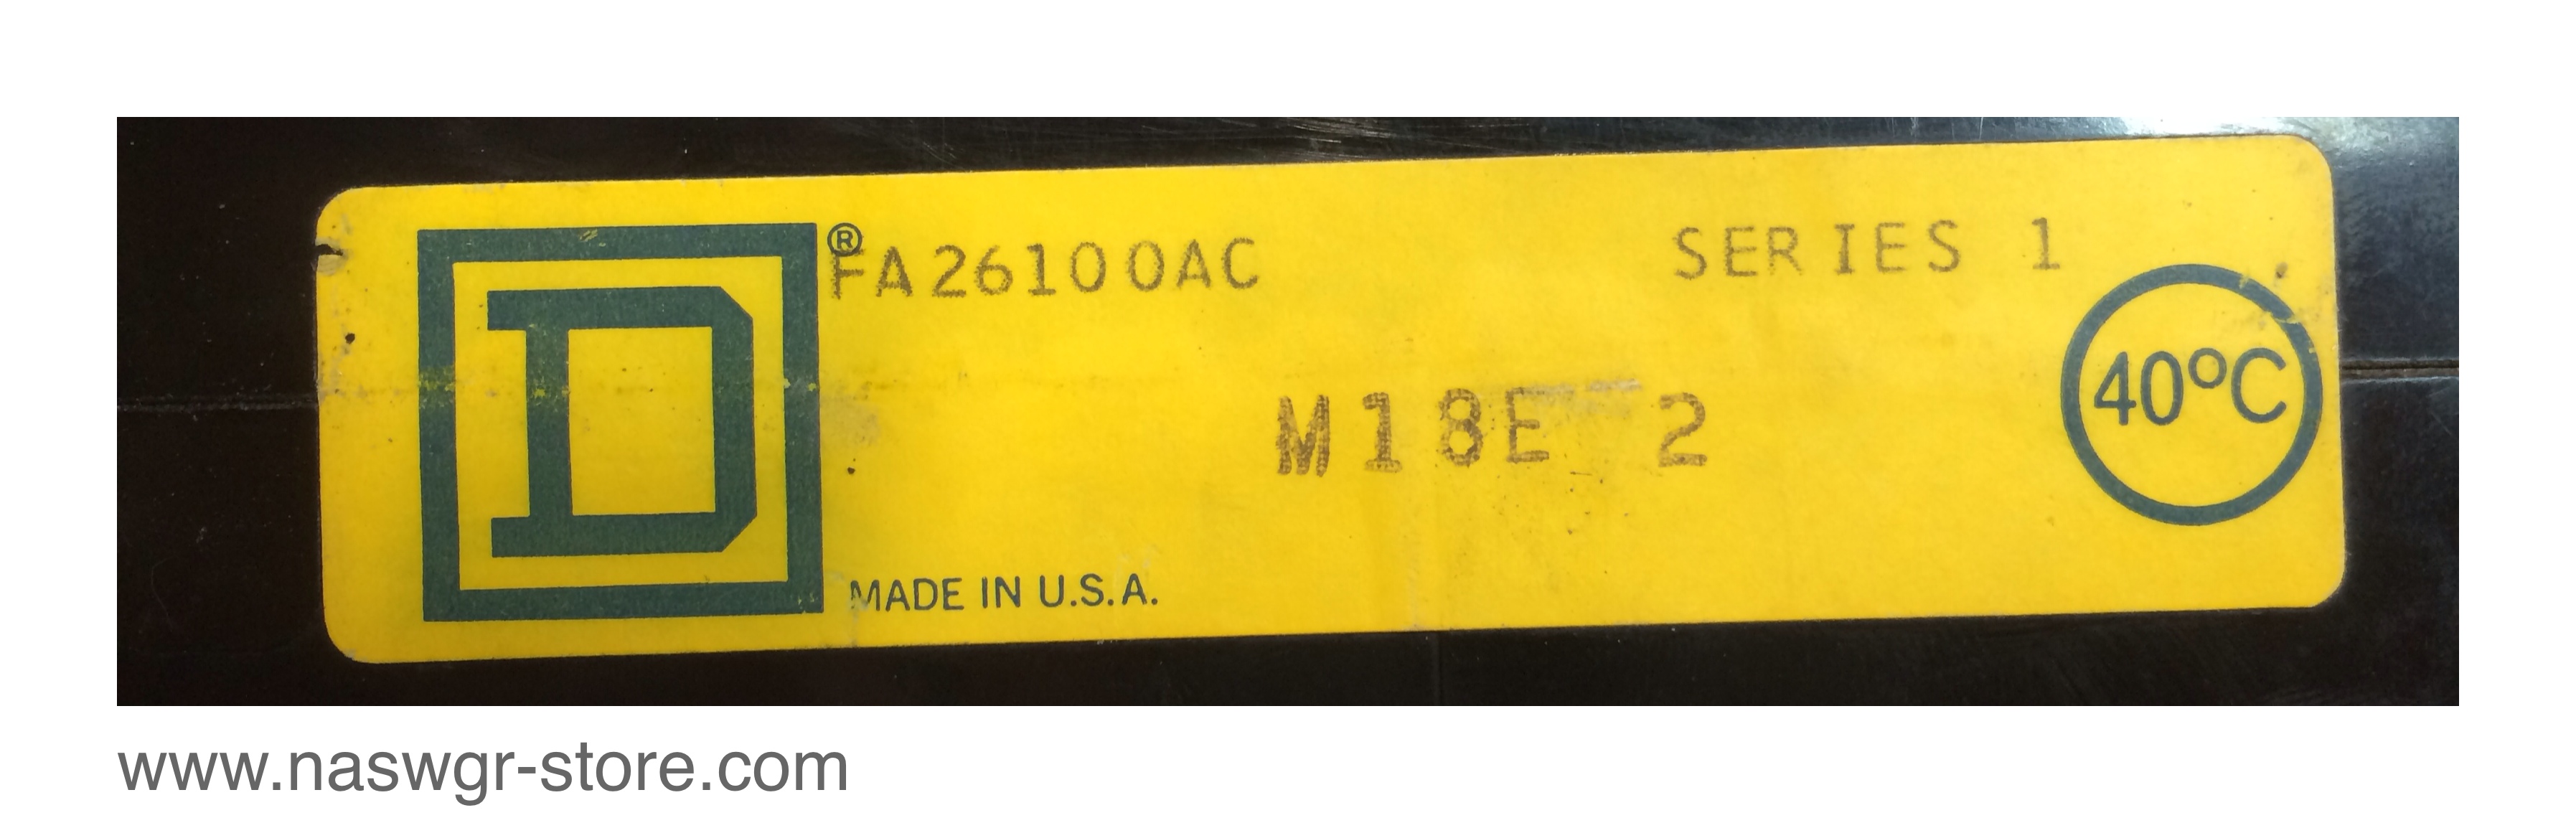 D®
FA26100AC SERIES 1
40°C
M18E 2
MADE IN U.S.A.
www.naswgr-store.com